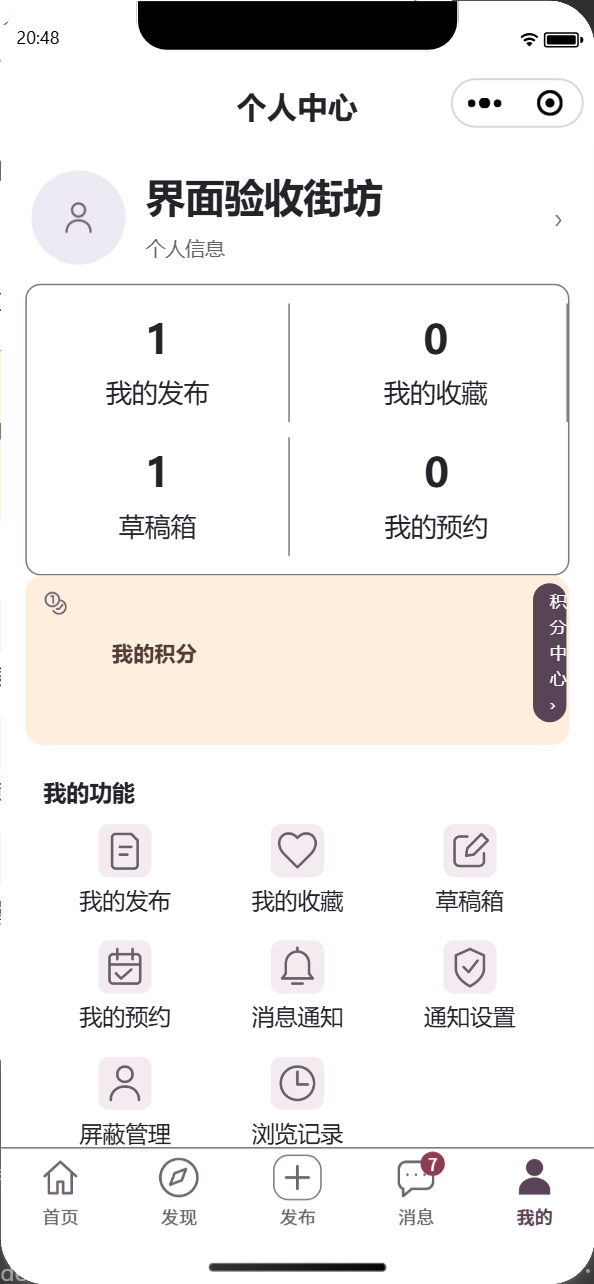 20:48
个人中心
界面验收街坊
个人信息
1
0
我的发布
我的收藏
1
0
草稿箱
我的预约
我的积分
积
分
中
心
›
我的功能
我的发布
我的收藏
草稿箱
我的预约
消息通知
通知设置
屏蔽管理
浏览记录
7
首页
发现
发布
消息
我的